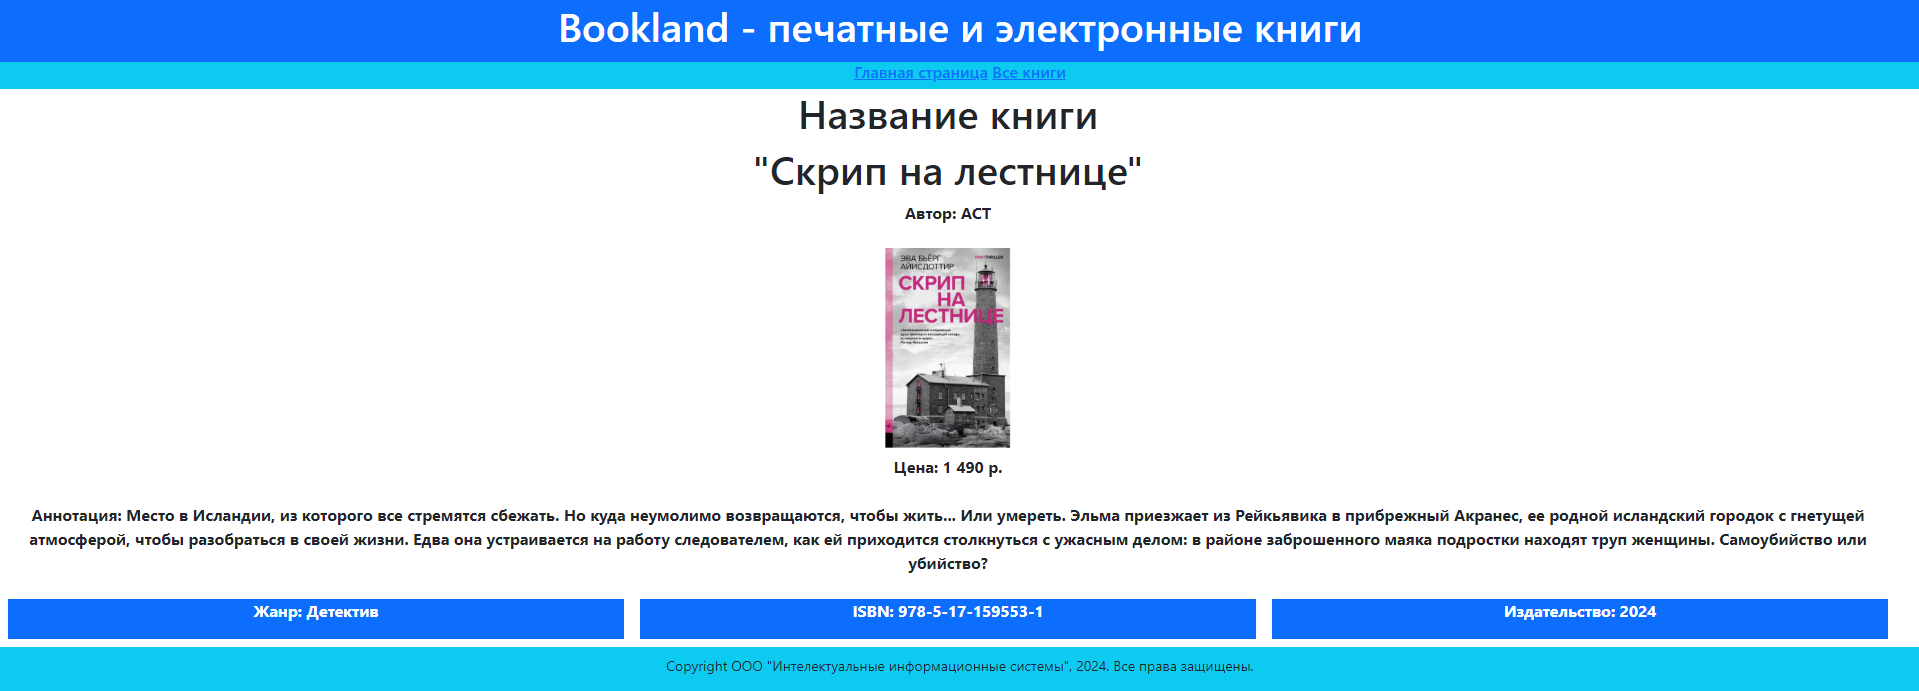 Bookland - печатные и электронные книги
Главная страница Все книги
Название книги
"Скрип на лестнице"
Автор: АСТ
ЭВА БЬЁРГ
АЙИСДОТТИР
СКРИП
НА
ЛЕСТНИЦЕ
Цена: 1 490 р.
Аннотация: Место в Исландии, из которого все стремятся сбежать. Но куда неумолимо возвращаются, чтобы жить... Или умереть. Эльма приезжает из Рейкьявика в прибрежный Акранес, ее родной исландский городок с гнетущей
атмосферой, чтобы разобраться в своей жизни. Едва она устраивается на работу следователем, как ей приходится столкнуться с ужасным делом: в районе заброшенного маяка подростки находят труп женщины. Самоубийство или
убийство?
Жанр: Детектив
ISBN: 978-5-17-159553-1
Издательство: 2024
Copyright ООО "Интелектуальные информационные системы", 2024. Все права защищены.